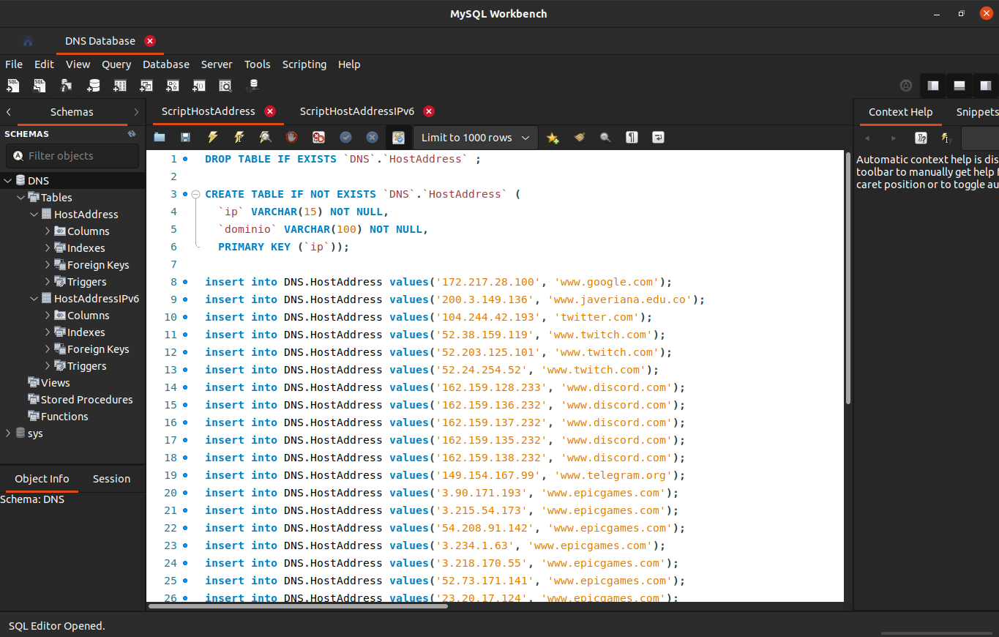 MySQL Workbench
DNS Database
File Edit View Query Database Server Tools Scripting Help
Schemas
ScriptHostAddress
ScriptHostAddressIPv6
Context Help
Snippets
SCHEMAS
Filter objects
DNS
Tables
HostAddress
Columns
Indexes
Foreign Keys
Triggers
HostAddressIPv6
Columns
Indexes
Foreign Keys
Triggers
Views
Stored Procedures
Functions
sys
Object Info
Session
Schema: DNS
Limit to 1000 rows
1 DROP TABLE IF EXISTS `DNS`.`HostAddress` ;
2
3 CREATE TABLE IF NOT EXISTS `DNS`.`HostAddress` (
4 `ip` VARCHAR(15) NOT NULL,
5 `dominio` VARCHAR(100) NOT NULL,
6 PRIMARY KEY (`ip`));
7
8 insert into DNS.HostAddress values('172.217.28.100', 'www.google.com');
9 insert into DNS.HostAddress values('200.3.149.136', 'www.javeriana.edu.co');
10 insert into DNS.HostAddress values('104.244.42.193', 'twitter.com');
11 insert into DNS.HostAddress values('52.38.159.119', 'www.twitch.com');
12 insert into DNS.HostAddress values('52.203.125.101', 'www.twitch.com');
13 insert into DNS.HostAddress values('52.24.254.52', 'www.twitch.com');
14 insert into DNS.HostAddress values('162.159.128.233', 'www.discord.com');
15 insert into DNS.HostAddress values('162.159.136.232', 'www.discord.com');
16 insert into DNS.HostAddress values('162.159.137.232', 'www.discord.com');
17 insert into DNS.HostAddress values('162.159.135.232', 'www.discord.com');
18 insert into DNS.HostAddress values('162.159.138.232', 'www.discord.com');
19 insert into DNS.HostAddress values('149.154.167.99', 'www.telegram.org');
20 insert into DNS.HostAddress values('3.90.171.193', 'www.epicgames.com');
21 insert into DNS.HostAddress values('3.215.54.173', 'www.epicgames.com');
22 insert into DNS.HostAddress values('54.208.91.142', 'www.epicgames.com');
23 insert into DNS.HostAddress values('3.234.1.63', 'www.epicgames.com');
24 insert into DNS.HostAddress values('3.218.170.55', 'www.epicgames.com');
25 insert into DNS.HostAddress values('52.73.171.141', 'www.epicgames.com');
26 insert into DNS.HostAddress values('23.20.17.124', 'www.epicgames.com');
Automatic context help is dis
toolbar to manually get help f
caret position or to toggle au
SQL Editor Opened.